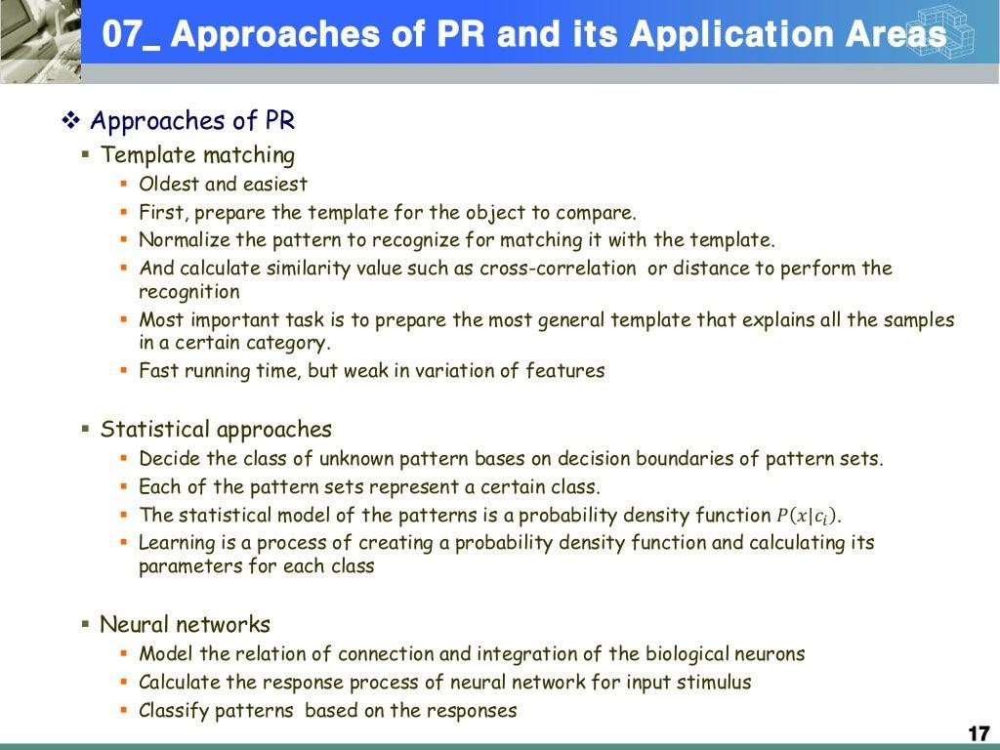 07_ Approaches of PR and its Application Areas
❖ Approaches of PR
▪ Template matching
▪ Oldest and easiest
▪ First, prepare the template for the object to compare.
▪ Normalize the pattern to recognize for matching it with the template.
▪ And calculate similarity value such as cross-correlation  or distance to perform the
recognition
▪ Most important task is to prepare the most general template that explains all the samples
in a certain category.
▪ Fast running time, but weak in variation of features
▪ Statistical approaches
▪ Decide the class of unknown pattern bases on decision boundaries of pattern sets.
▪ Each of the pattern sets represent a certain class.
▪ The statistical model of the patterns is a probability density function P(x|cᵢ).
▪ Learning is a process of creating a probability density function and calculating its
parameters for each class
▪ Neural networks
▪ Model the relation of connection and integration of the biological neurons
▪ Calculate the response process of neural network for input stimulus
▪ Classify patterns  based on the responses
17